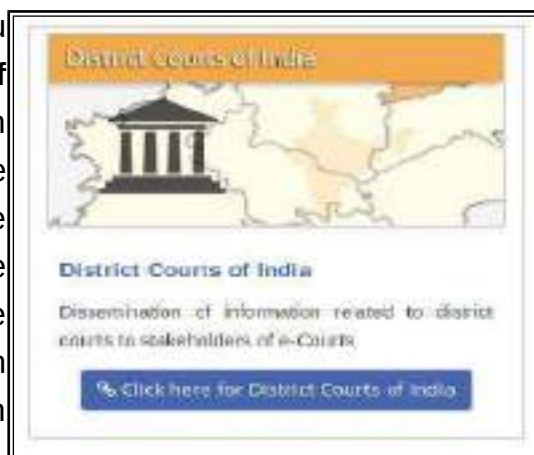 District Courts of India
District Courts of India
Dissemination of information related to district
courts to stakeholders of e-Courts
Click here for District Courts of India